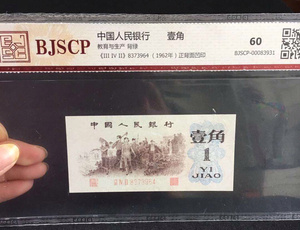 BJSCP
中国人民银行 壹角
教育与生产 背绿
《III IV II》8373964 (1962年) 正背面凹印
60
BJSCP-00083931
中国人民银行
壹角
1
YI
JIAO
8373964